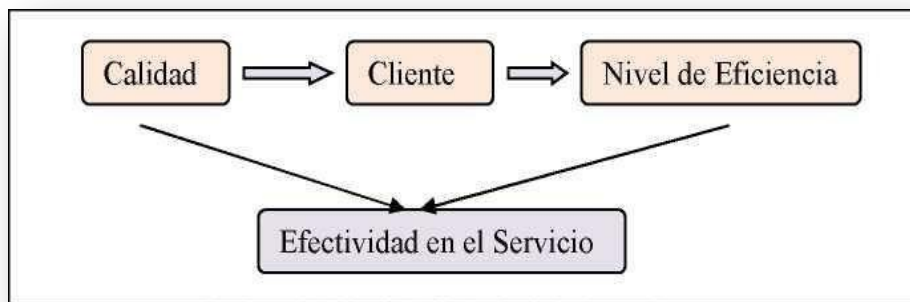 Calidad
Cliente
Nivel de Eficiencia
Efectividad en el Servicio